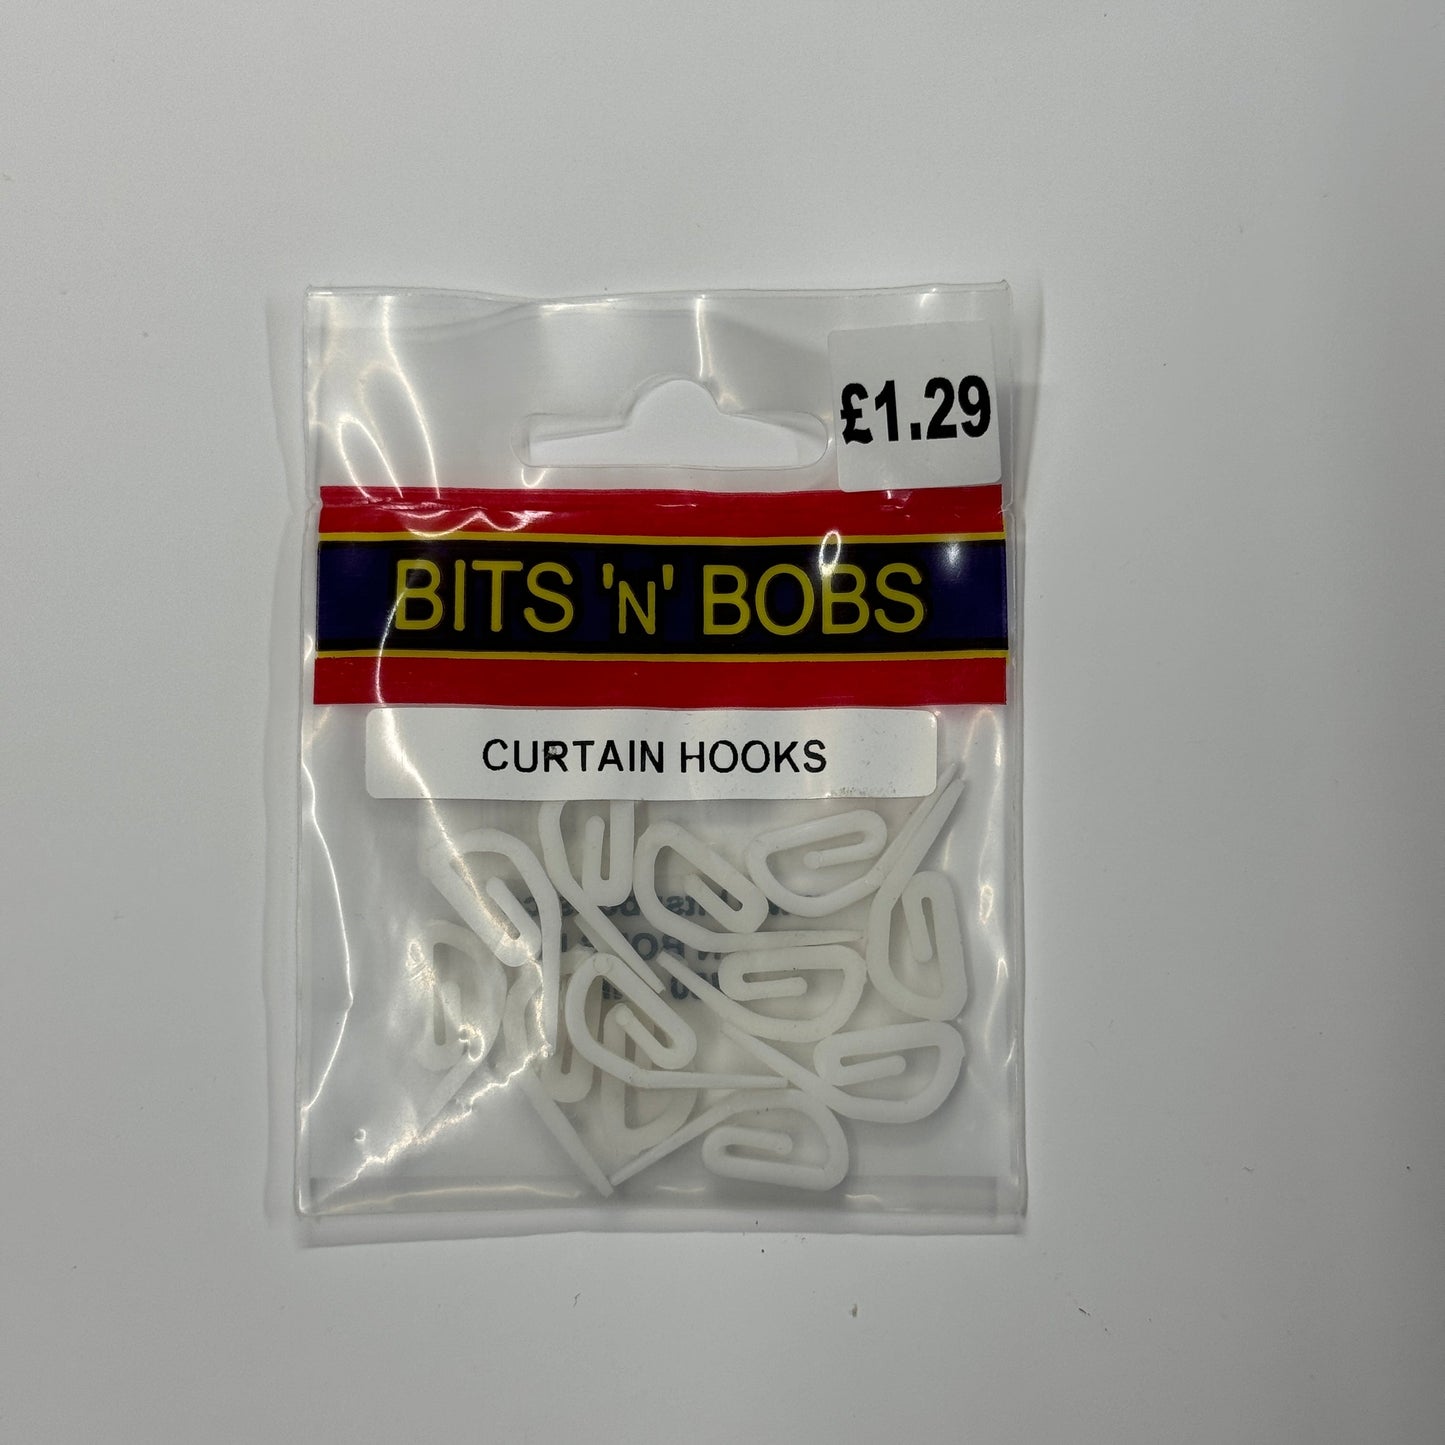 £1.29
BITS 'N' BOBS
CURTAIN HOOKS